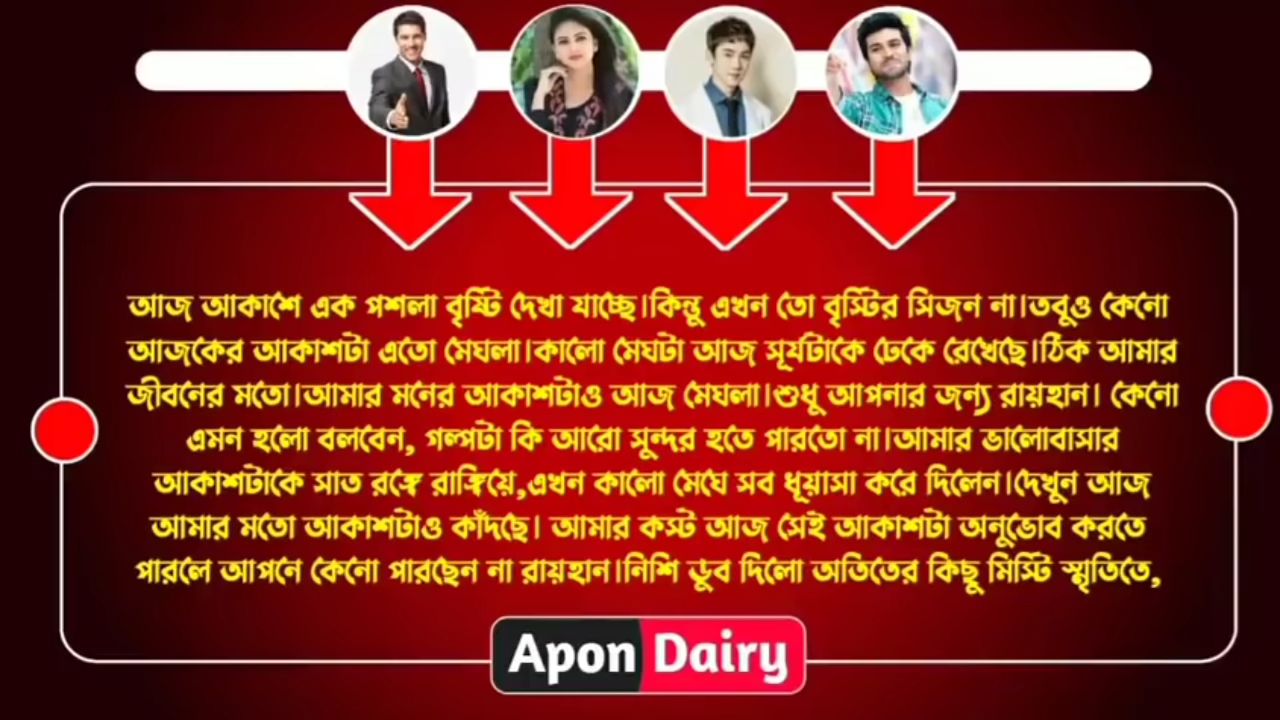 আজ আকাশে এক পশলা বৃষ্টি দেখা যাচ্ছে।কিন্তু এখন তো বৃস্টির সিজন না।তবুও কেনো
আজকের আকাশটা এতো মেঘলা।কালো মেঘটা আজ সূর্যটাকে ঢেকে রেখেছে।ঠিক আমার
জীবনের মতো।আমার মনের আকাশটাও আজ মেঘলা।শুধু আপনার জন্য রায়হান। কেনো
এমন হলো বলবেন, গল্পটা কি আরো সুন্দর হতে পারতো না।আমার ভালোবাসার
আকাশটাকে সাত রঙ্গে রাঙ্গিয়ে,এখন কালো মেঘে সব ধূয়াসা করে দিলেন।দেখুন আজ
আমার মতো আকাশটাও কাঁদছে। আমার কস্ট আজ সেই আকাশটা অনুভোব করতে
পারলে আপনে কেনো পারছেন না রায়হান।নিশি ডুব দিলো অতিতের কিছু মিস্টি স্মৃতিতে,
Apon Dairy